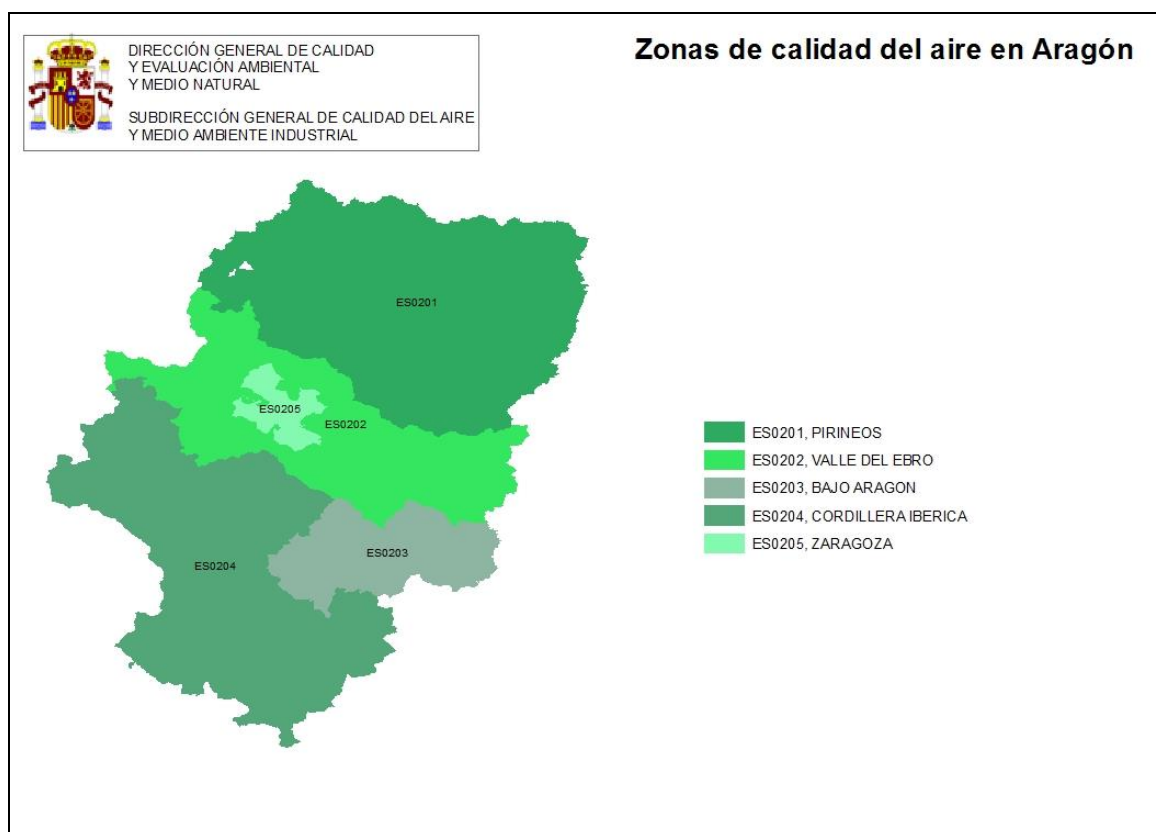 DIRECCIÓN GENERAL DE CALIDAD
Y EVALUACIÓN AMBIENTAL
Y MEDIO NATURAL
SUBDIRECCIÓN GENERAL DE CALIDAD DEL AIRE
Y MEDIO AMBIENTE INDUSTRIAL
Zonas de calidad del aire en Aragón
ES0201
ES0205
ES0202
ES0203
ES0204
ES0201, PIRINEOS
ES0202, VALLE DEL EBRO
ES0203, BAJO ARAGON
ES0204, CORDILLERA IBERICA
ES0205, ZARAGOZA